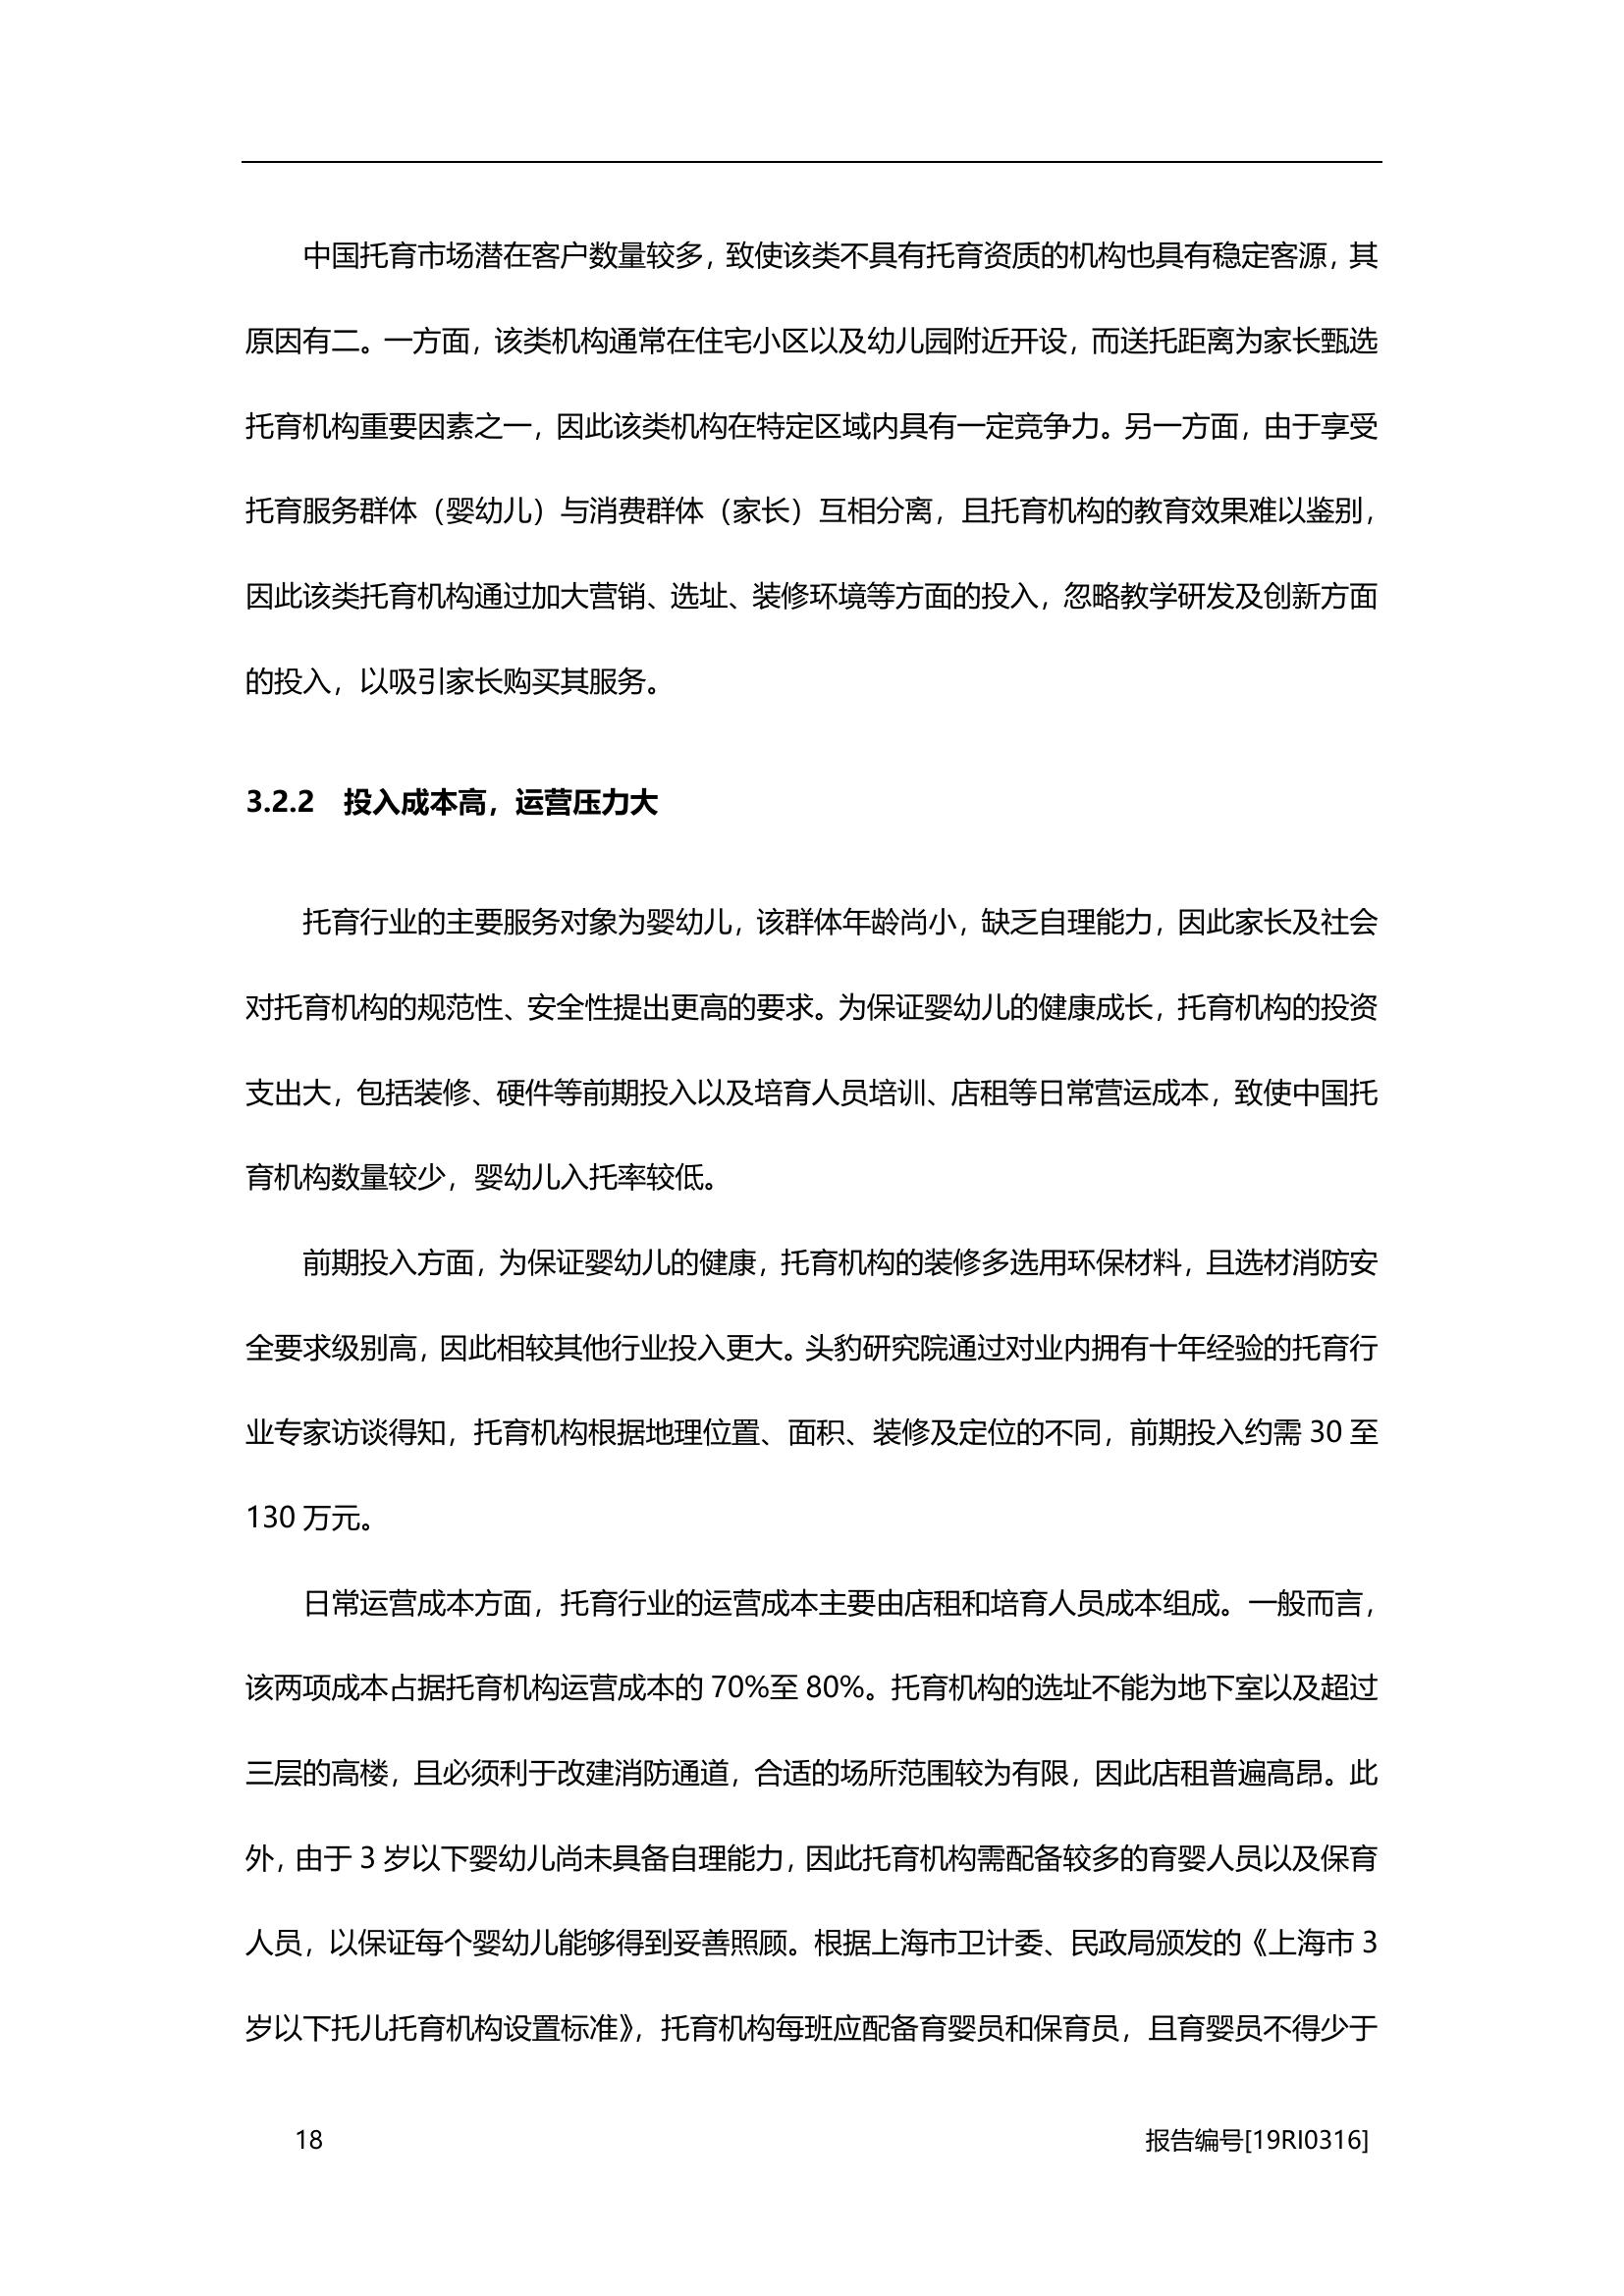 中国托育市场潜在客户数量较多，致使该类不具有托育资质的机构也具有稳定客源，其
原因有二。一方面，该类机构通常在住宅小区以及幼儿园附近开设，而送托距离为家长甄选
托育机构重要因素之一，因此该类机构在特定区域内具有一定竞争力。另一方面，由于享受
托育服务群体（婴幼儿）与消费群体（家长）互相分离，且托育机构的教育效果难以鉴别，
因此该类托育机构通过加大营销、选址、装修环境等方面的投入，忽略教学研发及创新方面
的投入，以吸引家长购买其服务。
3.2.2 投入成本高，运营压力大
托育行业的主要服务对象为婴幼儿，该群体年龄尚小，缺乏自理能力，因此家长及社会
对托育机构的规范性、安全性提出更高的要求。为保证婴幼儿的健康成长，托育机构的投资
支出大，包括装修、硬件等前期投入以及培育人员培训、店租等日常营运成本，致使中国托
育机构数量较少，婴幼儿入托率较低。
前期投入方面，为保证婴幼儿的健康，托育机构的装修多选用环保材料，且选材消防安
全要求级别高，因此相较其他行业投入更大。头豹研究院通过对业内拥有十年经验的托育行
业专家访谈得知，托育机构根据地理位置、面积、装修及定位的不同，前期投入约需 30 至
130 万元。
日常运营成本方面，托育行业的运营成本主要由店租和培育人员成本组成。一般而言，
该两项成本占据托育机构运营成本的 70%至 80%。托育机构的选址不能为地下室以及超过
三层的高楼，且必须利于改建消防通道，合适的场所范围较为有限，因此店租普遍高昂。此
外，由于 3 岁以下婴幼儿尚未具备自理能力，因此托育机构需配备较多的育婴人员以及保育
人员，以保证每个婴幼儿能够得到妥善照顾。根据上海市卫计委、民政局颁发的《上海市 3
岁以下托儿托育机构设置标准》，托育机构每班应配备育婴员和保育员，且育婴员不得少于
18 报告编号[19RI0316]